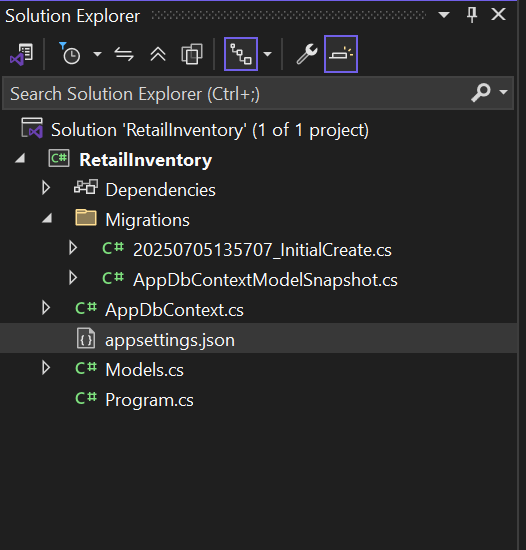 Solution Explorer
Search Solution Explorer (Ctrl+;)
Solution 'RetailInventory' (1 of 1 project)
C# RetailInventory
Dependencies
Migrations
C# 20250705135707_InitialCreate.cs
C# AppDbContextModelSnapshot.cs
C# AppDbContext.cs
appsettings.json
C# Models.cs
C# Program.cs